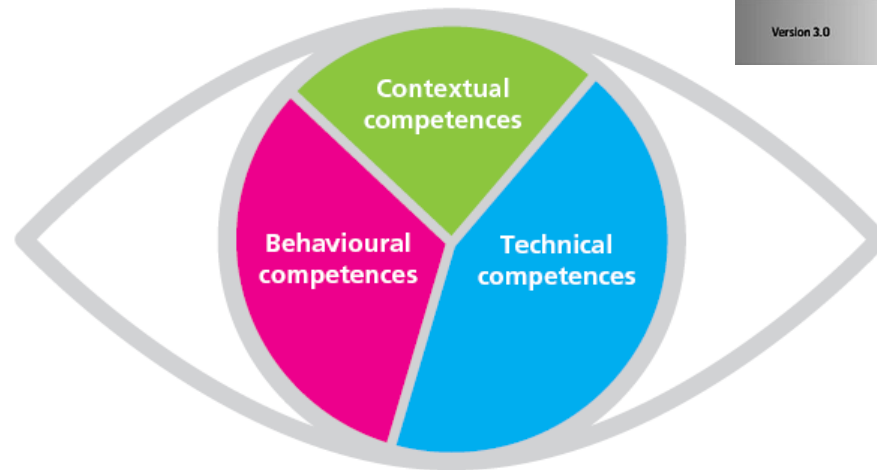 Version 3.0
Contextual
competences
Behavioural
competences
Technical
competences